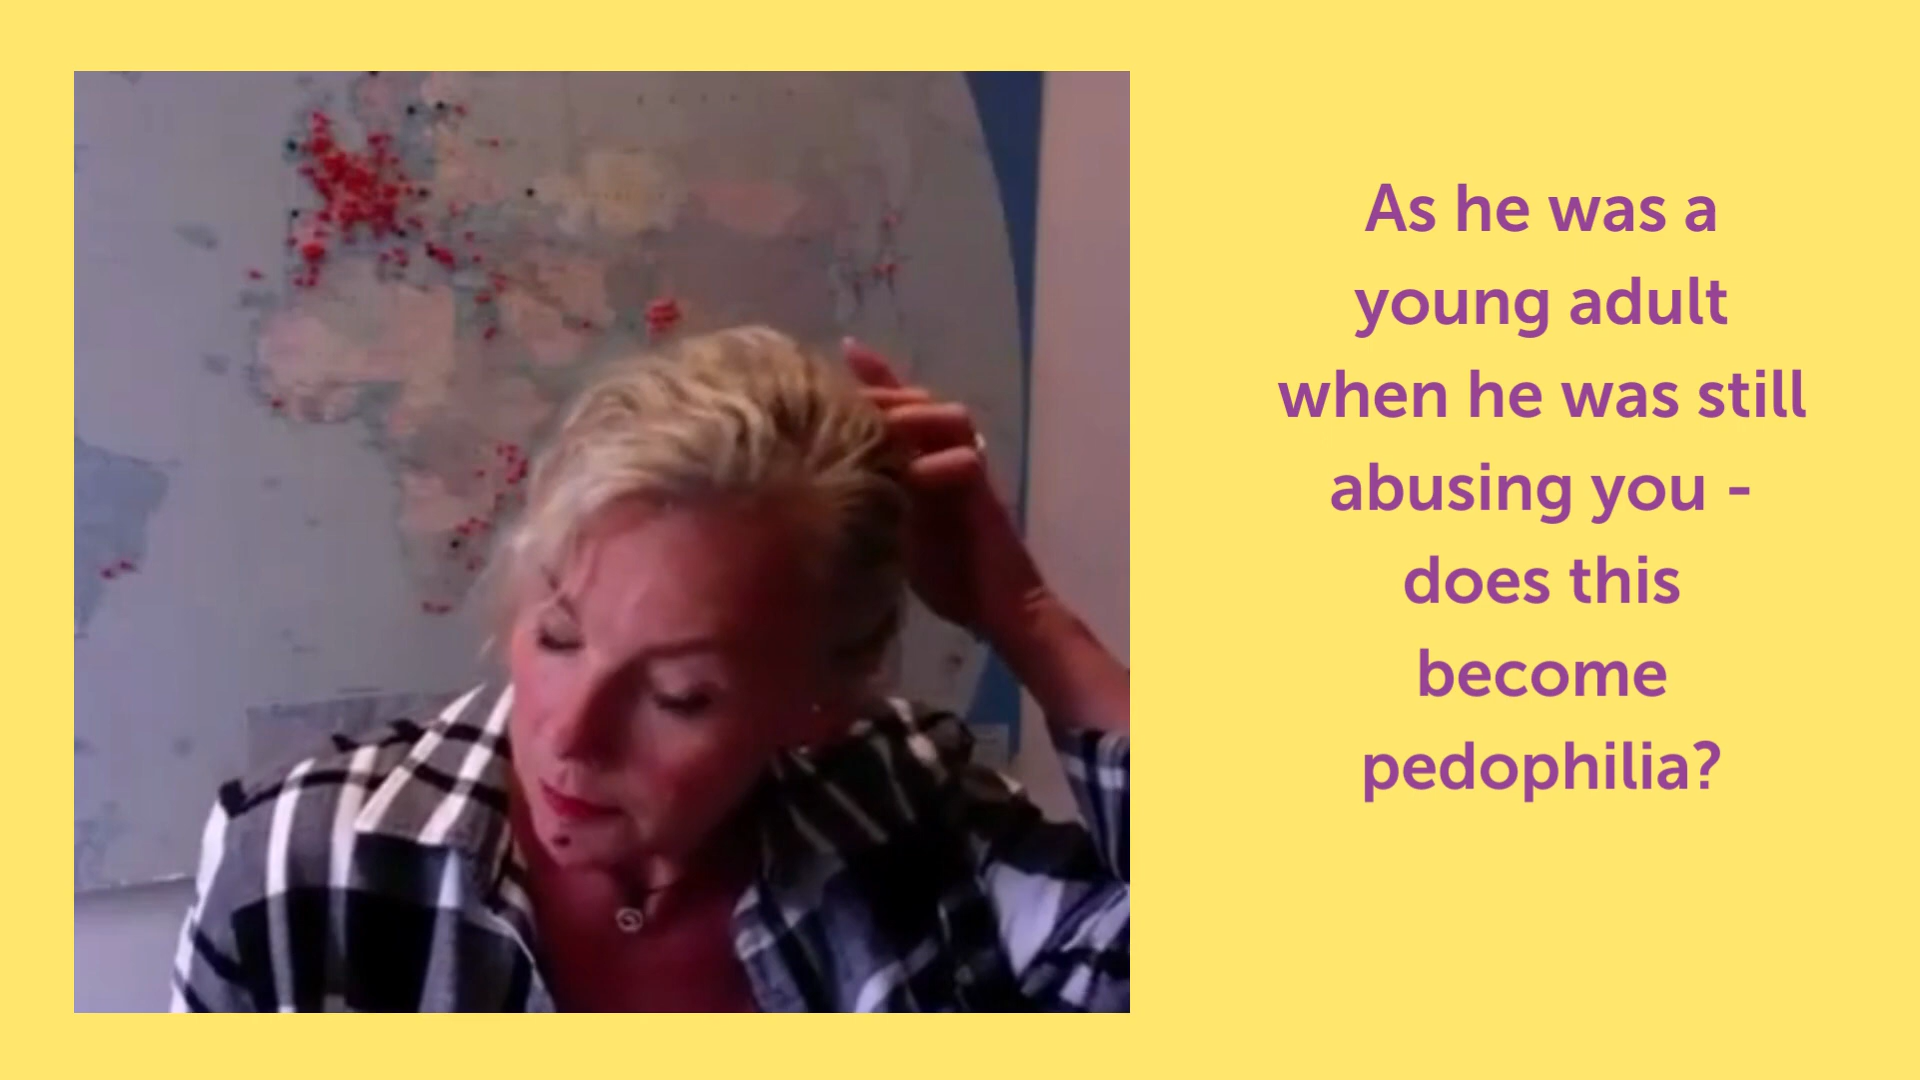 As he was a
young adult
when he was still
abusing you -
does this
become
pedophilia?